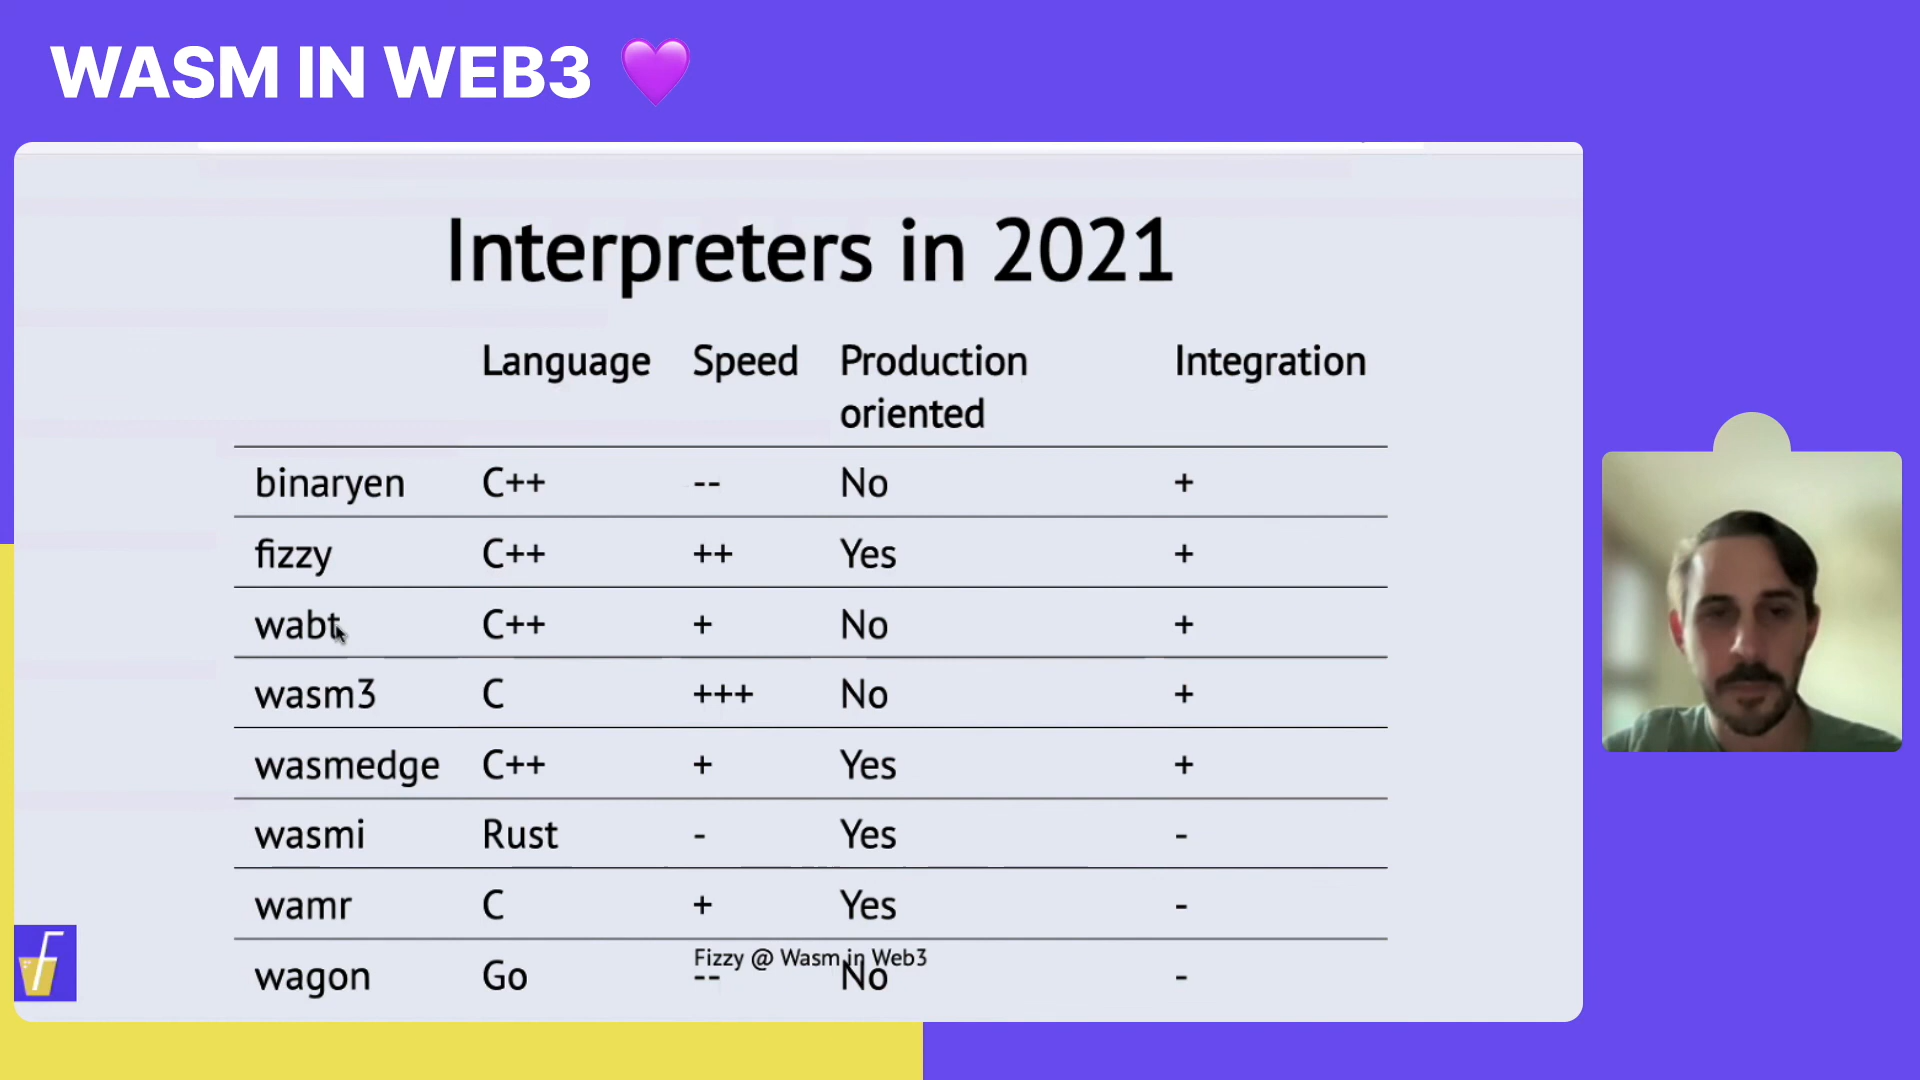 WASM IN WEB3 💜
Interpreters in 2021
Language Speed Production oriented Integration
binaryen C++ -- No +
fizzy C++ ++ Yes +
wabt C++ + No +
wasm3 C +++ No +
wasmedge C++ + Yes +
wasmi Rust - Yes -
wamr C + Yes -
Fizzy @ Wasm in Web3
wagon Go -- No -